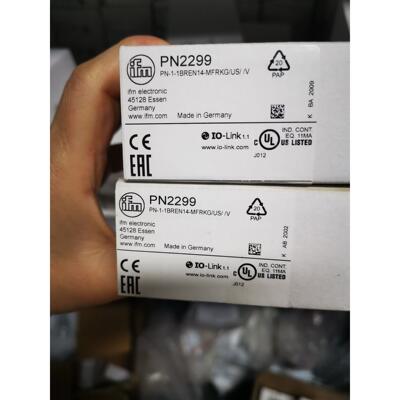 ifm
PN2299
PN-1-1BREN14-MFRKG/US/ /V
ifm electronic
45128 Essen
Germany
www.ifm.com
Made in Germany
20
PAP
K BA 2009
CE
EAC
IO-Link 1.1
www.io-link.com
IND. CONT.
EQ. 11MA
C UL US LISTED
J012
ifm
PN2299
PN-1-1BREN14-MFRKG/US/ /V
ifm electronic
45128 Essen
Germany
www.ifm.com
Made in Germany
20
PAP
K AB 2002
CE
EAC
IO-Link 1.1
www.io-link.com
IND. CONT.
EQ. 11MA
C UL US LISTED
J012